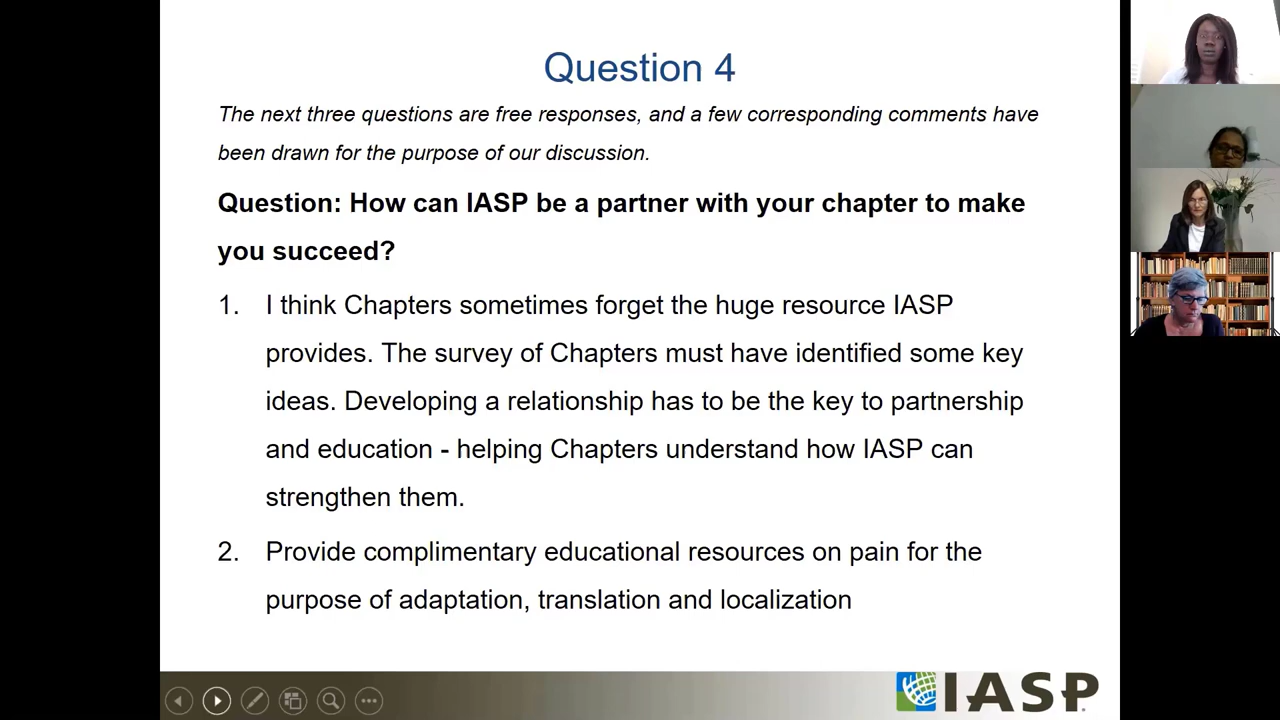 Question 4
The next three questions are free responses, and a few corresponding comments have
been drawn for the purpose of our discussion.
Question: How can IASP be a partner with your chapter to make
you succeed?
1. I think Chapters sometimes forget the huge resource IASP
provides. The survey of Chapters must have identified some key
ideas. Developing a relationship has to be the key to partnership
and education - helping Chapters understand how IASP can
strengthen them.
2. Provide complimentary educational resources on pain for the
purpose of adaptation, translation and localization
IASP